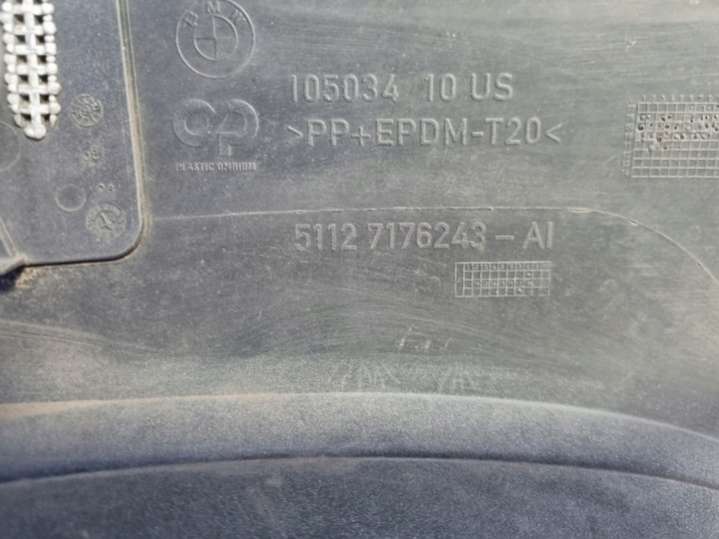 BMW
105034 10 US
>PP+EPDM-T20<
PLASTIC OMNIUM
5112 7176243-AI